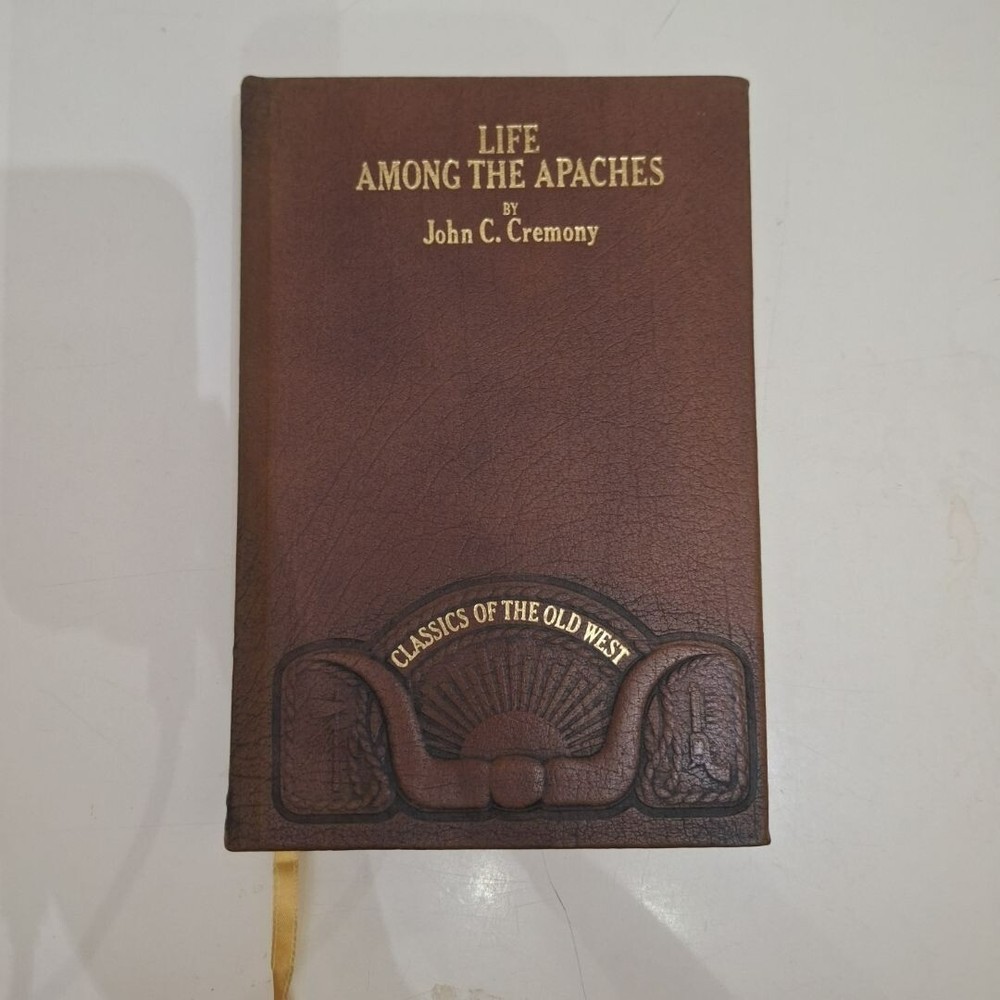 LIFE
AMONG THE APACHES
BY
John C. Cremony
CLASSICS OF THE OLD WEST